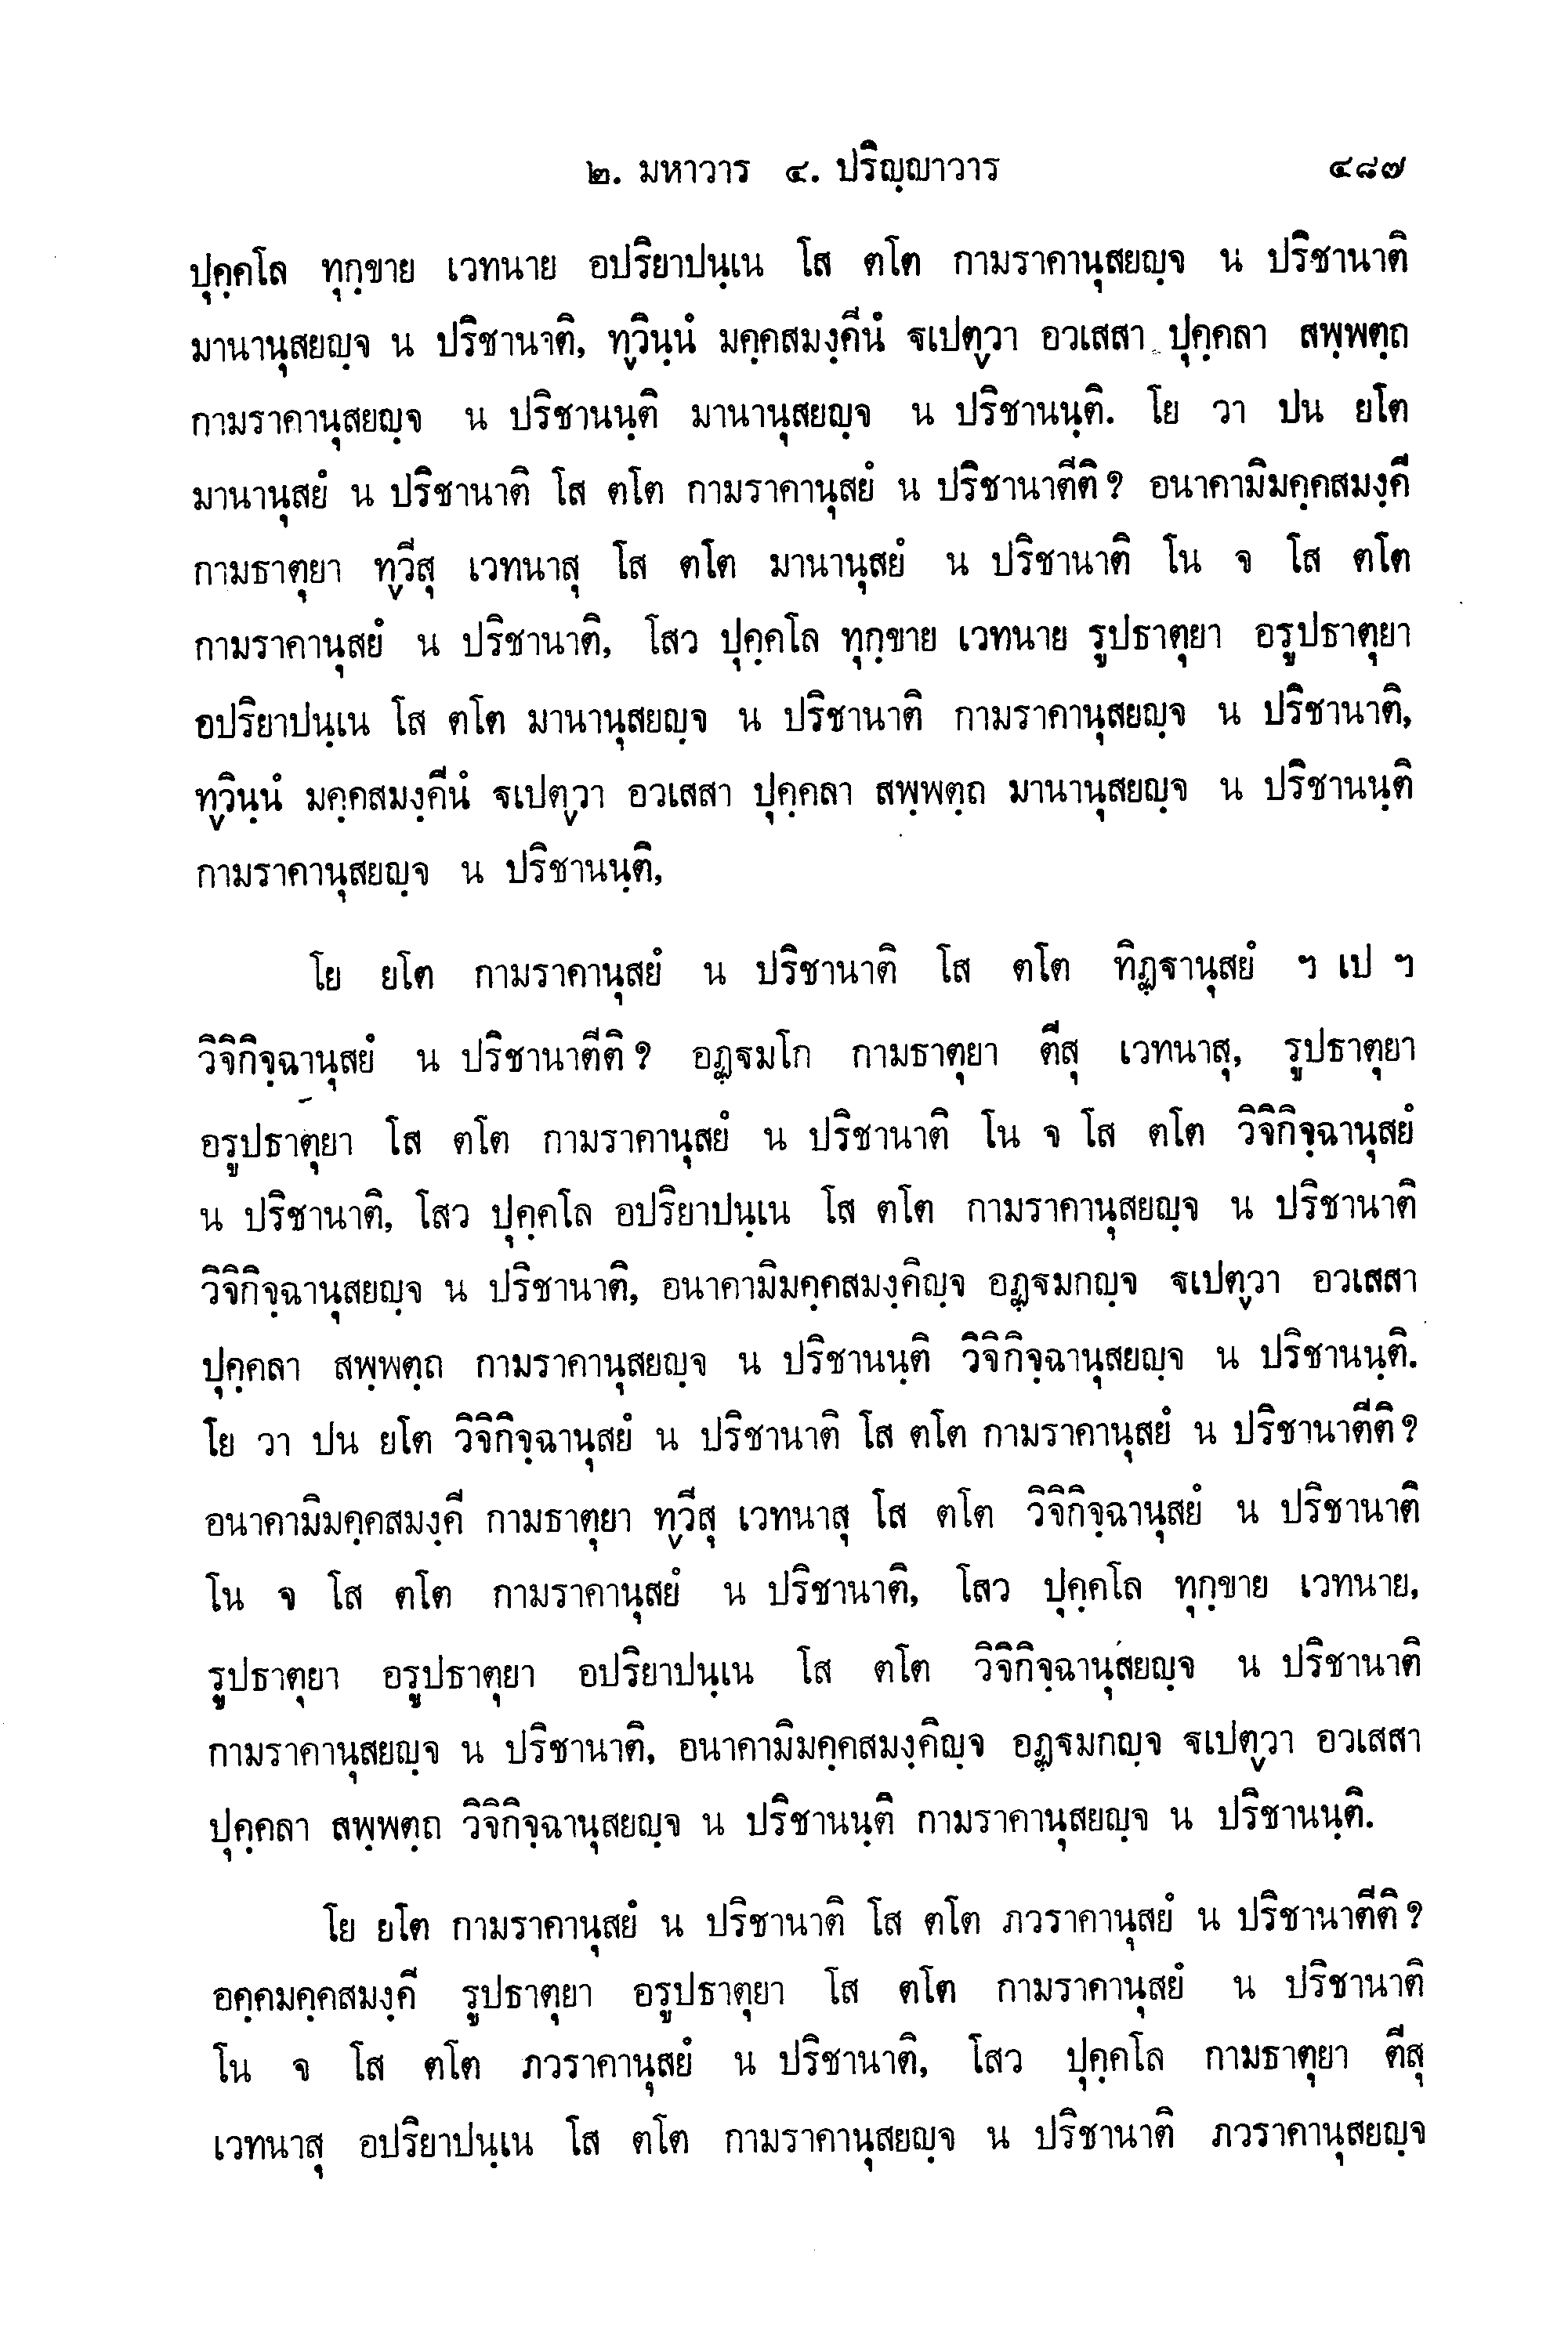 ๒. มหาวาร ๔. ปริญฺญาวาร ๔๘๗
ปุคฺคโล ทุกฺขาย เวทนาย อปริยาปนฺเน โส ตโต กามราคานุสยญฺจ น ปริชานาติ
มานานุสยญฺจ น ปริชานาติ, ทฺวินฺนํ มคฺคสมงฺคีนํ ฐเปตฺวา อวเสสา ปุคฺคลา สพฺพตฺถ
กามราคานุสยญฺจ น ปริชานนฺติ มานานุสยญฺจ น ปริชานนฺติ. โย วา ปน ยโต
มานานุสยํ น ปริชานาติ โส ตโต กามราคานุสยํ น ปริชานาตีติ ? อนาคามิมคฺคสมงฺคี
กามธาตุยา ทฺวีสุ เวทนาสุ โส ตโต มานานุสยํ น ปริชานาติ โน จ โส ตโต
กามราคานุสยํ น ปริชานาติ, โสว ปุคฺคโล ทุกฺขาย เวทนาย รูปธาตุยา อรูปธาตุยา
อปริยาปนฺเน โส ตโต มานานุสยญฺจ น ปริชานาติ กามราคานุสยญฺจ น ปริชานาติ,
ทฺวินฺนํ มคฺคสมงฺคีนํ ฐเปตฺวา อวเสสา ปุคฺคลา สพฺพตฺถ มานานุสยญฺจ น ปริชานนฺติ
กามราคานุสยญฺจ น ปริชานนฺติ,
โย ยโต กามราคานุสยํ น ปริชานาติ โส ตโต ทิฏฺฐานุสยํ ฯ เป ฯ
วิจิกิจฺฉานุสยํ น ปริชานาตีติ ? อฏฺฐมโก กามธาตุยา ตีสุ เวทนาสุ, รูปธาตุยา
อรูปธาตุยา โส ตโต กามราคานุสยํ น ปริชานาติ โน จ โส ตโต วิจิกิจฺฉานุสยํ
น ปริชานาติ, โสว ปุคฺคโล อปริยาปนฺเน โส ตโต กามราคานุสยญฺจ น ปริชานาติ
วิจิกิจฺฉานุสยญฺจ น ปริชานาติ, อนาคามิมคฺคสมงฺคิญฺจ อฏฺฐมกญฺจ ฐเปตฺวา อวเสสา
ปุคฺคลา สพฺพตฺถ กามราคานุสยญฺจ น ปริชานนฺติ วิจิกิจฺฉานุสยญฺจ น ปริชานนฺติ.
โย วา ปน ยโต วิจิกิจฺฉานุสยํ น ปริชานาติ โส ตโต กามราคานุสยํ น ปริชานาตีติ ?
อนาคามิมคฺคสมงฺคี กามธาตุยา ทฺวีสุ เวทนาสุ โส ตโต วิจิกิจฺฉานุสยํ น ปริชานาติ
โน จ โส ตโต กามราคานุสยํ น ปริชานาติ, โสว ปุคฺคโล ทุกฺขาย เวทนาย,
รูปธาตุยา อรูปธาตุยา อปริยาปนฺเน โส ตโต วิจิกิจฺฉานุสยญฺจ น ปริชานาติ
กามราคานุสยญฺจ น ปริชานาติ, อนาคามิมคฺคสมงฺคิญฺจ อฏฺฐมกญฺจ ฐเปตฺวา อวเสสา
ปุคฺคลา สพฺพตฺถ วิจิกิจฺฉานุสยญฺจ น ปริชานนฺติ กามราคานุสยญฺจ น ปริชานนฺติ.
โย ยโต กามราคานุสยํ น ปริชานาติ โส ตโต ภวราคานุสยํ น ปริชานาตีติ ?
อคฺคมคฺคสมงฺคี รูปธาตุยา อรูปธาตุยา โส ตโต กามราคานุสยํ น ปริชานาติ
โน จ โส ตโต ภวราคานุสยํ น ปริชานาติ, โสว ปุคฺคโล กามธาตุยา ตีสุ
เวทนาสุ อปริยาปนฺเน โส ตโต กามราคานุสยญฺจ น ปริชานาติ ภวราคานุสยญฺจ